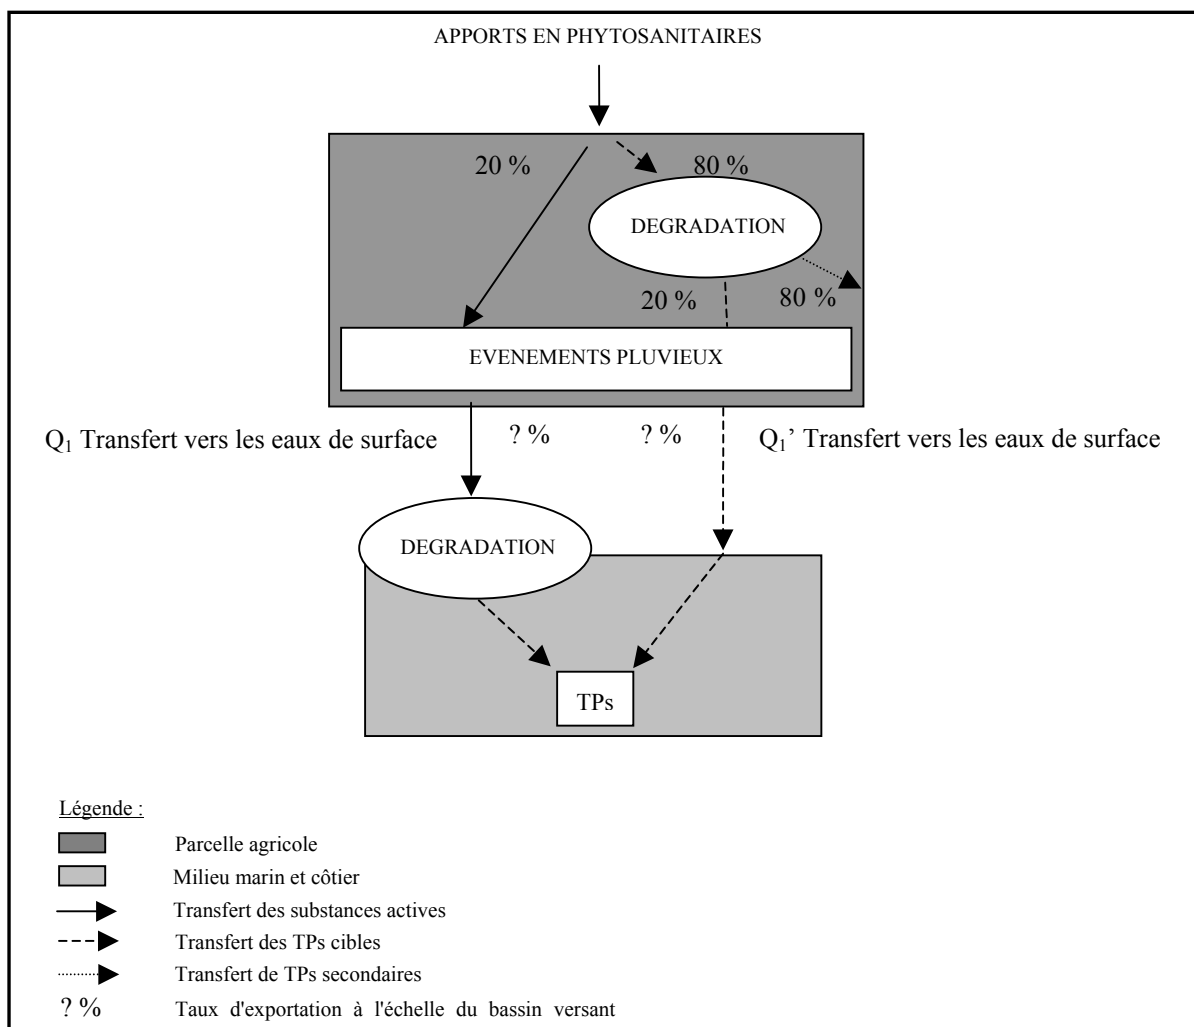 APPORTS EN PHYTOSANITAIRES
20 %
80 %
DEGRADATION
20 %
80 %
EVENEMENTS PLUVIEUX
Q₁ Transfert vers les eaux de surface
? %
? %
Q₁’ Transfert vers les eaux de surface
DEGRADATION
TPs
Légende :
Parcelle agricole
Milieu marin et côtier
Transfert des substances actives
Transfert des TPs cibles
Transfert de TPs secondaires
? % Taux d'exportation à l'échelle du bassin versant